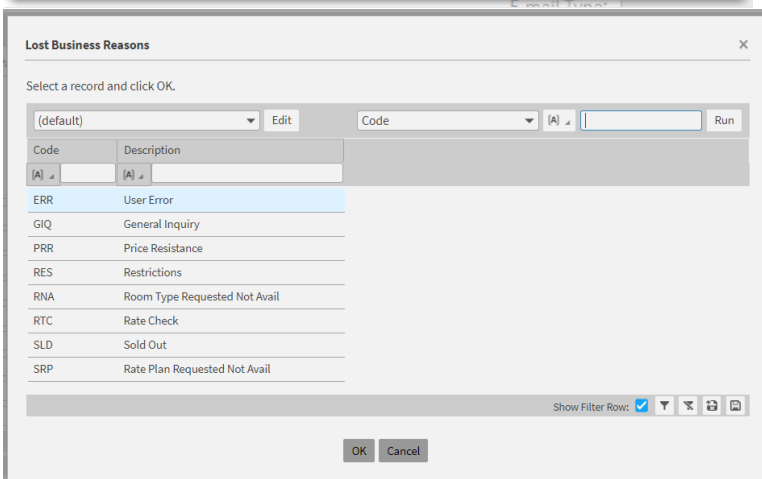 E-mail Type:
Lost Business Reasons
×
Select a record and click OK.
(default) Edit Code [A] Run
Code Description
[A] [A]
ERR User Error
GIQ General Inquiry
PRR Price Resistance
RES Restrictions
RNA Room Type Requested Not Avail
RTC Rate Check
SLD Sold Out
SRP Rate Plan Requested Not Avail
Show Filter Row:
OK Cancel